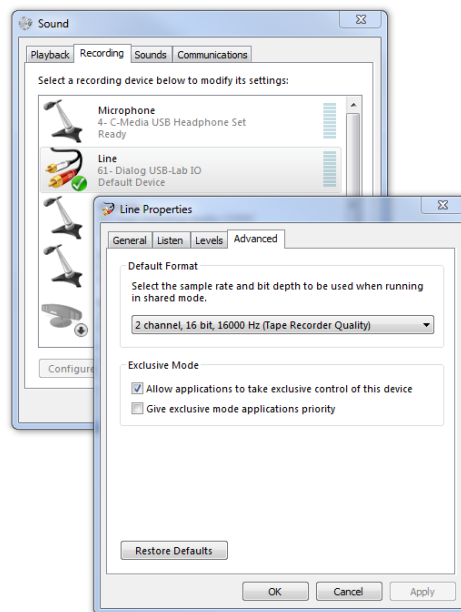 Sound
Playback Recording Sounds Communications
Select a recording device below to modify its settings:
Microphone
4- C-Media USB Headphone Set
Ready
Line
61- Dialog USB-Lab IO
Default Device
Configure
Line Properties
General Listen Levels Advanced
Default Format
Select the sample rate and bit depth to be used when running
in shared mode.
2 channel, 16 bit, 16000 Hz (Tape Recorder Quality)
Exclusive Mode
Allow applications to take exclusive control of this device
Give exclusive mode applications priority
Restore Defaults
OK Cancel Apply